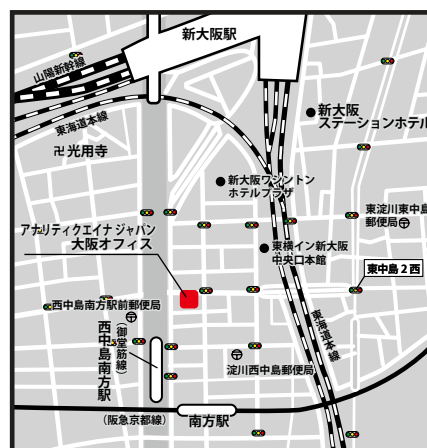 新大阪駅
山陽新幹線
新大阪
ステーションホテル
東海道本線
卍光用寺
新大阪ワシントン
ホテルプラザ
東淀川東中島
郵便局
アナリティクエイナ ジャパン
大阪オフィス
東横イン新大阪
中央口本館
東中島2西
西中島南方駅前郵便局
西中島南方駅
(御堂筋線)
東海道本線
淀川西中島郵便局
(阪急京都線)
南方駅